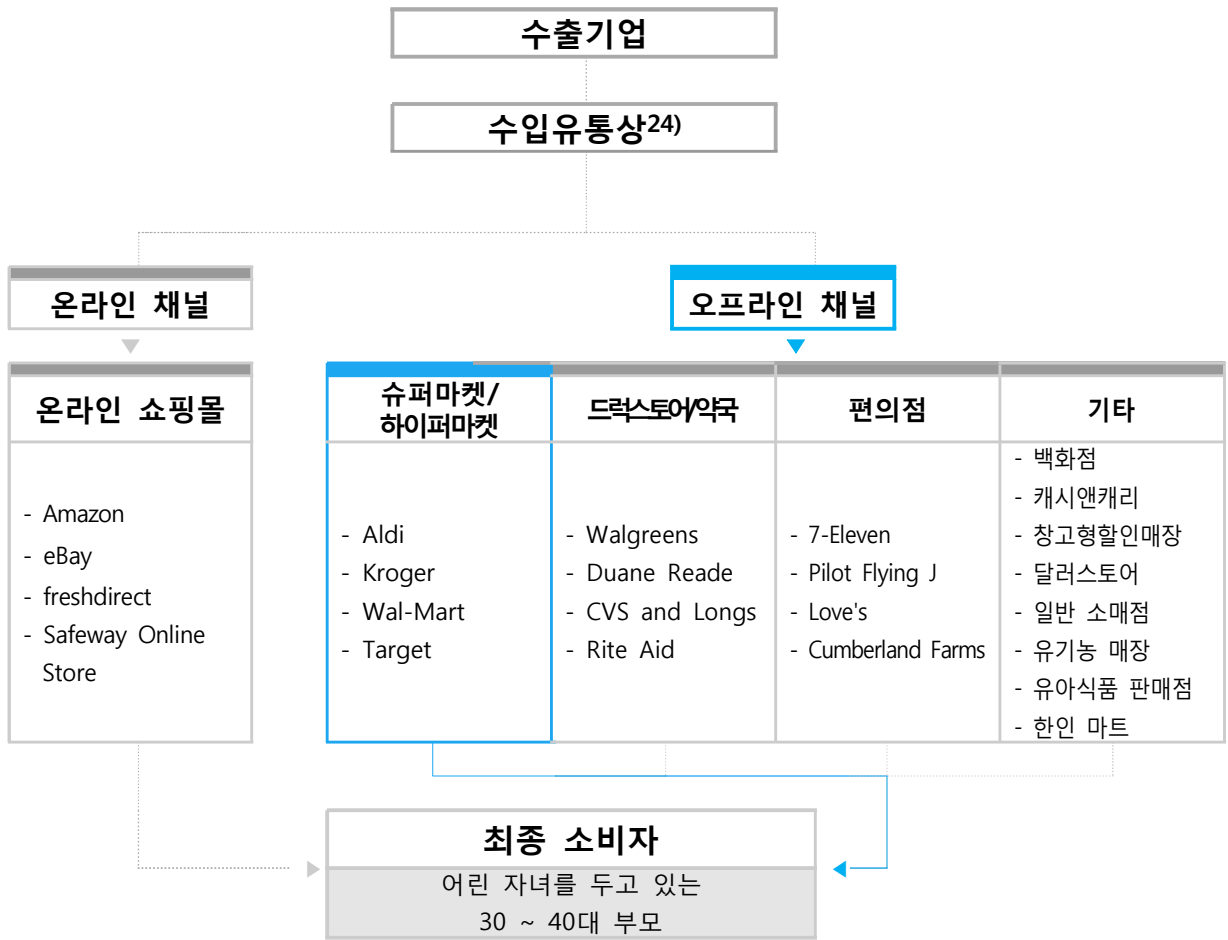 수출기업
수입유통상24)
온라인 채널
오프라인 채널
온라인 쇼핑몰
- Amazon
- eBay
- freshdirect
- Safeway Online
Store
슈퍼마켓/
하이퍼마켓
- Aldi
- Kroger
- Wal-Mart
- Target
드럭스토어/약국
- Walgreens
- Duane Reade
- CVS and Longs
- Rite Aid
편의점
- 7-Eleven
- Pilot Flying J
- Love's
- Cumberland Farms
기타
- 백화점
- 캐시앤캐리
- 창고형할인매장
- 달러스토어
- 일반 소매점
- 유기농 매장
- 유아식품 판매점
- 한인 마트
최종 소비자
어린 자녀를 두고 있는
30 ~ 40대 부모